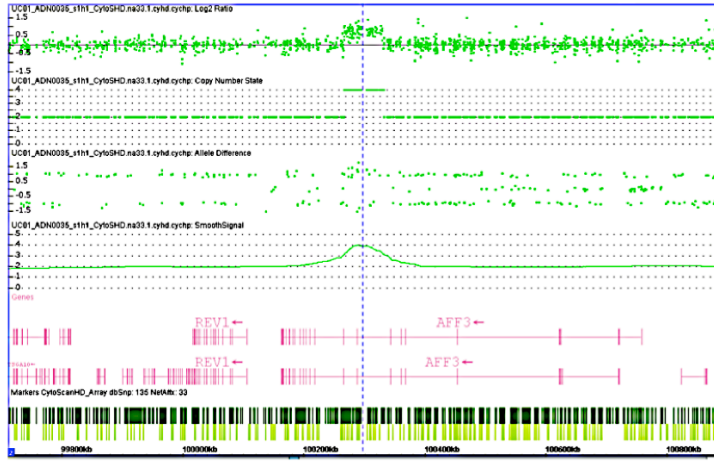 UC01_ADN0035_s1h1_CytoSHD.na33.1.cyhd.cychp: Log2 Ratio
1.5
0.5
-0.5
-1.5
UC01_ADN0035_s1h1_CytoSHD.na33.1.cyhd.cychp: Copy Number State
4
3
2
1
0
UC01_ADN0035_s1h1_CytoSHD.na33.1.cyhd.cychp: Allele Difference
1.5
0.5
-0.5
-1.5
UC01_ADN0035_s1h1_CytoSHD.na33.1.cyhd.cychp: SmoothSignal
5
4
3
2
1
0
Genes
REV1← AFF3←
REV1← AFF3←
Markers CytoScanHD_Array dbSnp: 135 NetAffx: 33
99800kb 100000kb 100200kb 100400kb 100600kb 100800kb